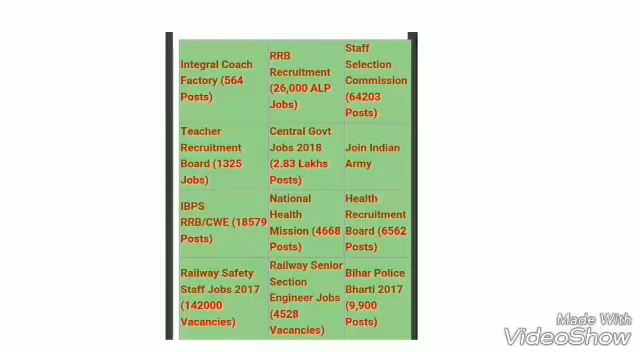 Integral Coach
Factory (564
Posts)
RRB
Recruitment
(26,000 ALP
Jobs)
Staff
Selection
Commission
(64203
Posts)
Teacher
Recruitment
Board (1325
Jobs)
Central Govt
Jobs 2018
(2.83 Lakhs
Posts)
Join Indian
Army
IBPS
RRB/CWE (18579
Posts)
National
Health
Mission (4668
Posts)
Health
Recruitment
Board (6562
Posts)
Railway Safety
Staff Jobs 2017
(142000
Vacancies)
Railway Senior
Section
Engineer Jobs
(4528
Vacancies)
Bihar Police
Bharti 2017
(9,900
Posts)
Made With
VideoShow